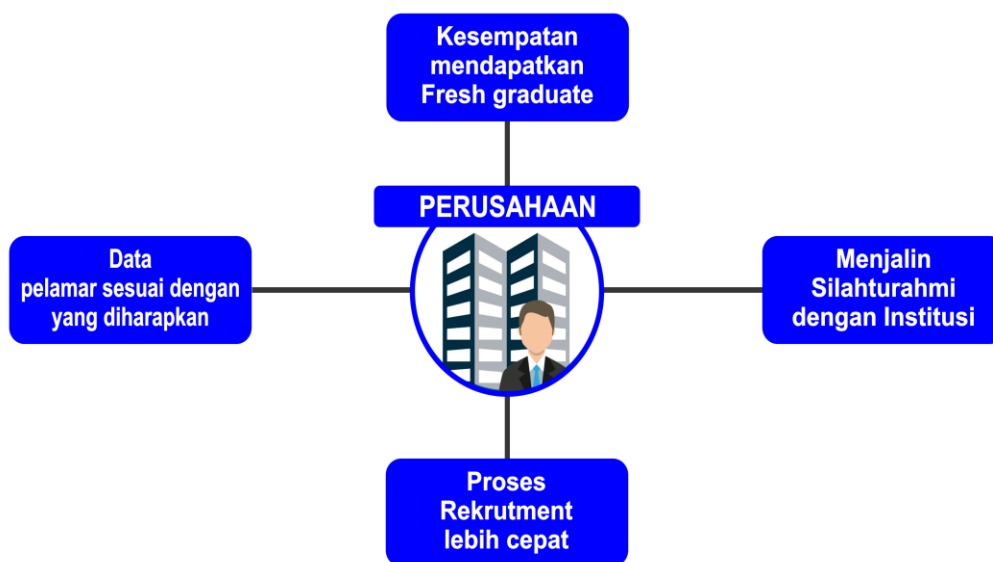 Kesempatan
mendapatkan
Fresh graduate
PERUSAHAAN
Data
pelamar sesuai dengan
yang diharapkan
Menjalin
Silahturahmi
dengan Institusi
Proses
Rekrutment
lebih cepat